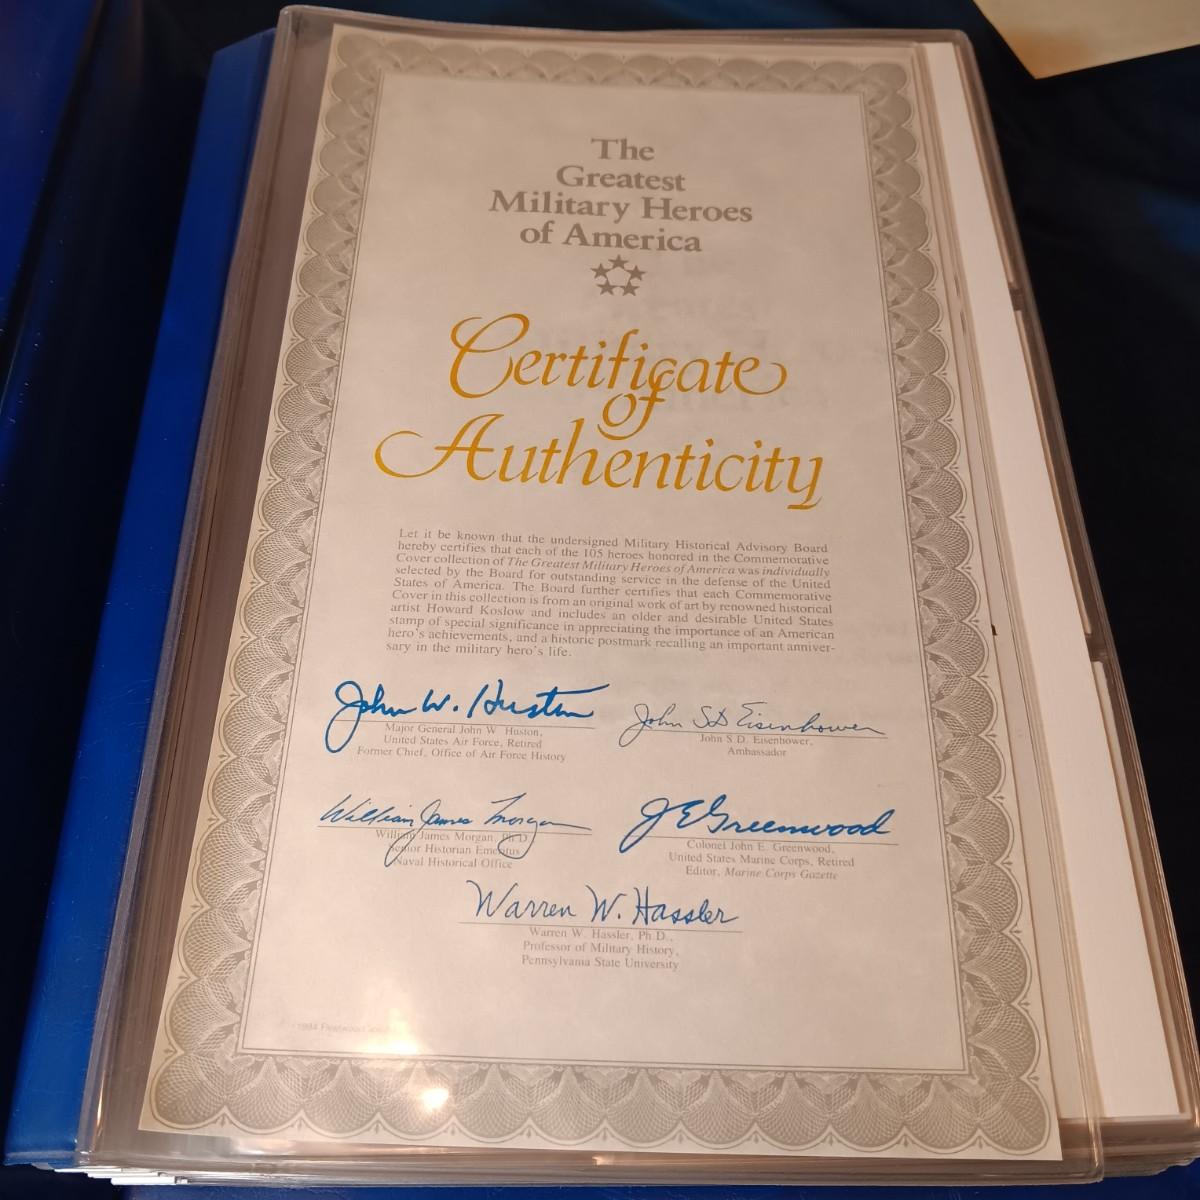 The
Greatest
Military Heroes
of America
Certificate
of
Authenticity
Let it be known that the undersigned Military Historical Advisory Board
hereby certifies that each of the 105 heroes honored in the Commemorative
Cover collection of The Greatest Military Heroes of America was individually
selected by the Board for outstanding service in the defense of the United
States of America. The Board further certifies that each Commemorative
Cover in this collection is from an original work of art by renowned historical
artist Howard Koslow and includes an older and desirable United States
stamp of special significance in appreciating the importance of an American
hero's achievements, and a historic postmark recalling an important anniver-
sary in the military hero's life.
John W. Huston
Major General John W. Huston,
United States Air Force, Retired
Former Chief, Office of Air Force History
John S D Eisenhower
John S.D. Eisenhower,
Ambassador
William James Morgan
William James Morgan, Ph.D.
Senior Historian Emeritus
Naval Historical Office
J E Greenwood
Colonel John E. Greenwood,
United States Marine Corps, Retired
Editor, Marine Corps Gazette
Warren W. Hassler
Warren W. Hassler, Ph.D.,
Professor of Military History,
Pennsylvania State University
1984 Fleetwood